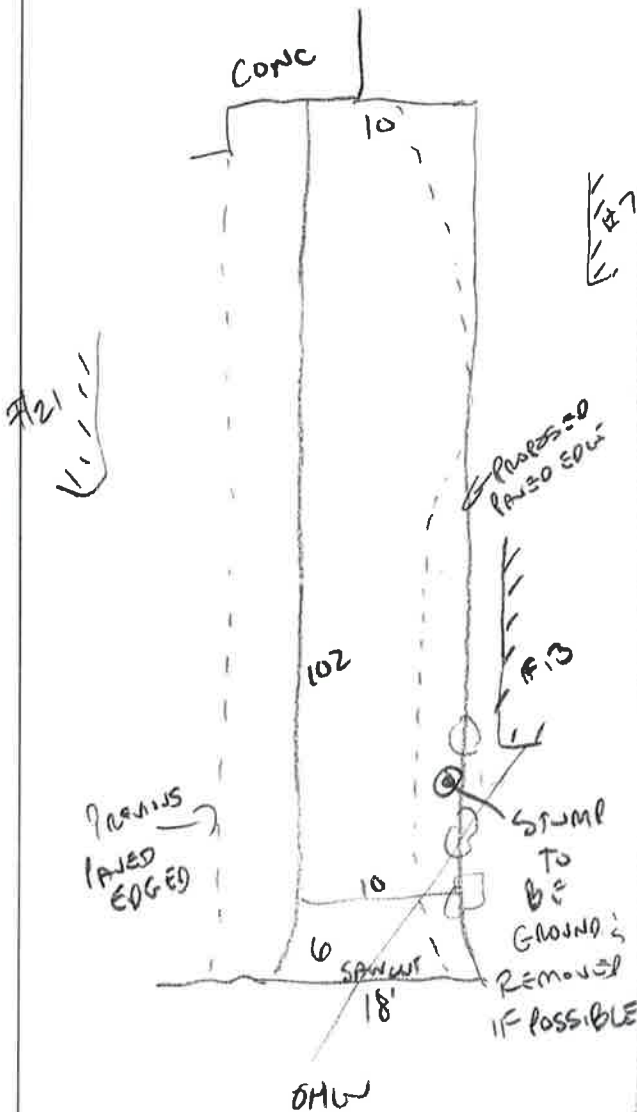 CONC
10'
#7
#21
PROPOSED
PAVED EDGE
102
#13
PREVIOUS
PAVED
EDGED
STUMP
TO
BE
GROUND &
REMOVED
IF POSSIBLE
10
6
SAWCUT
18'
OHW